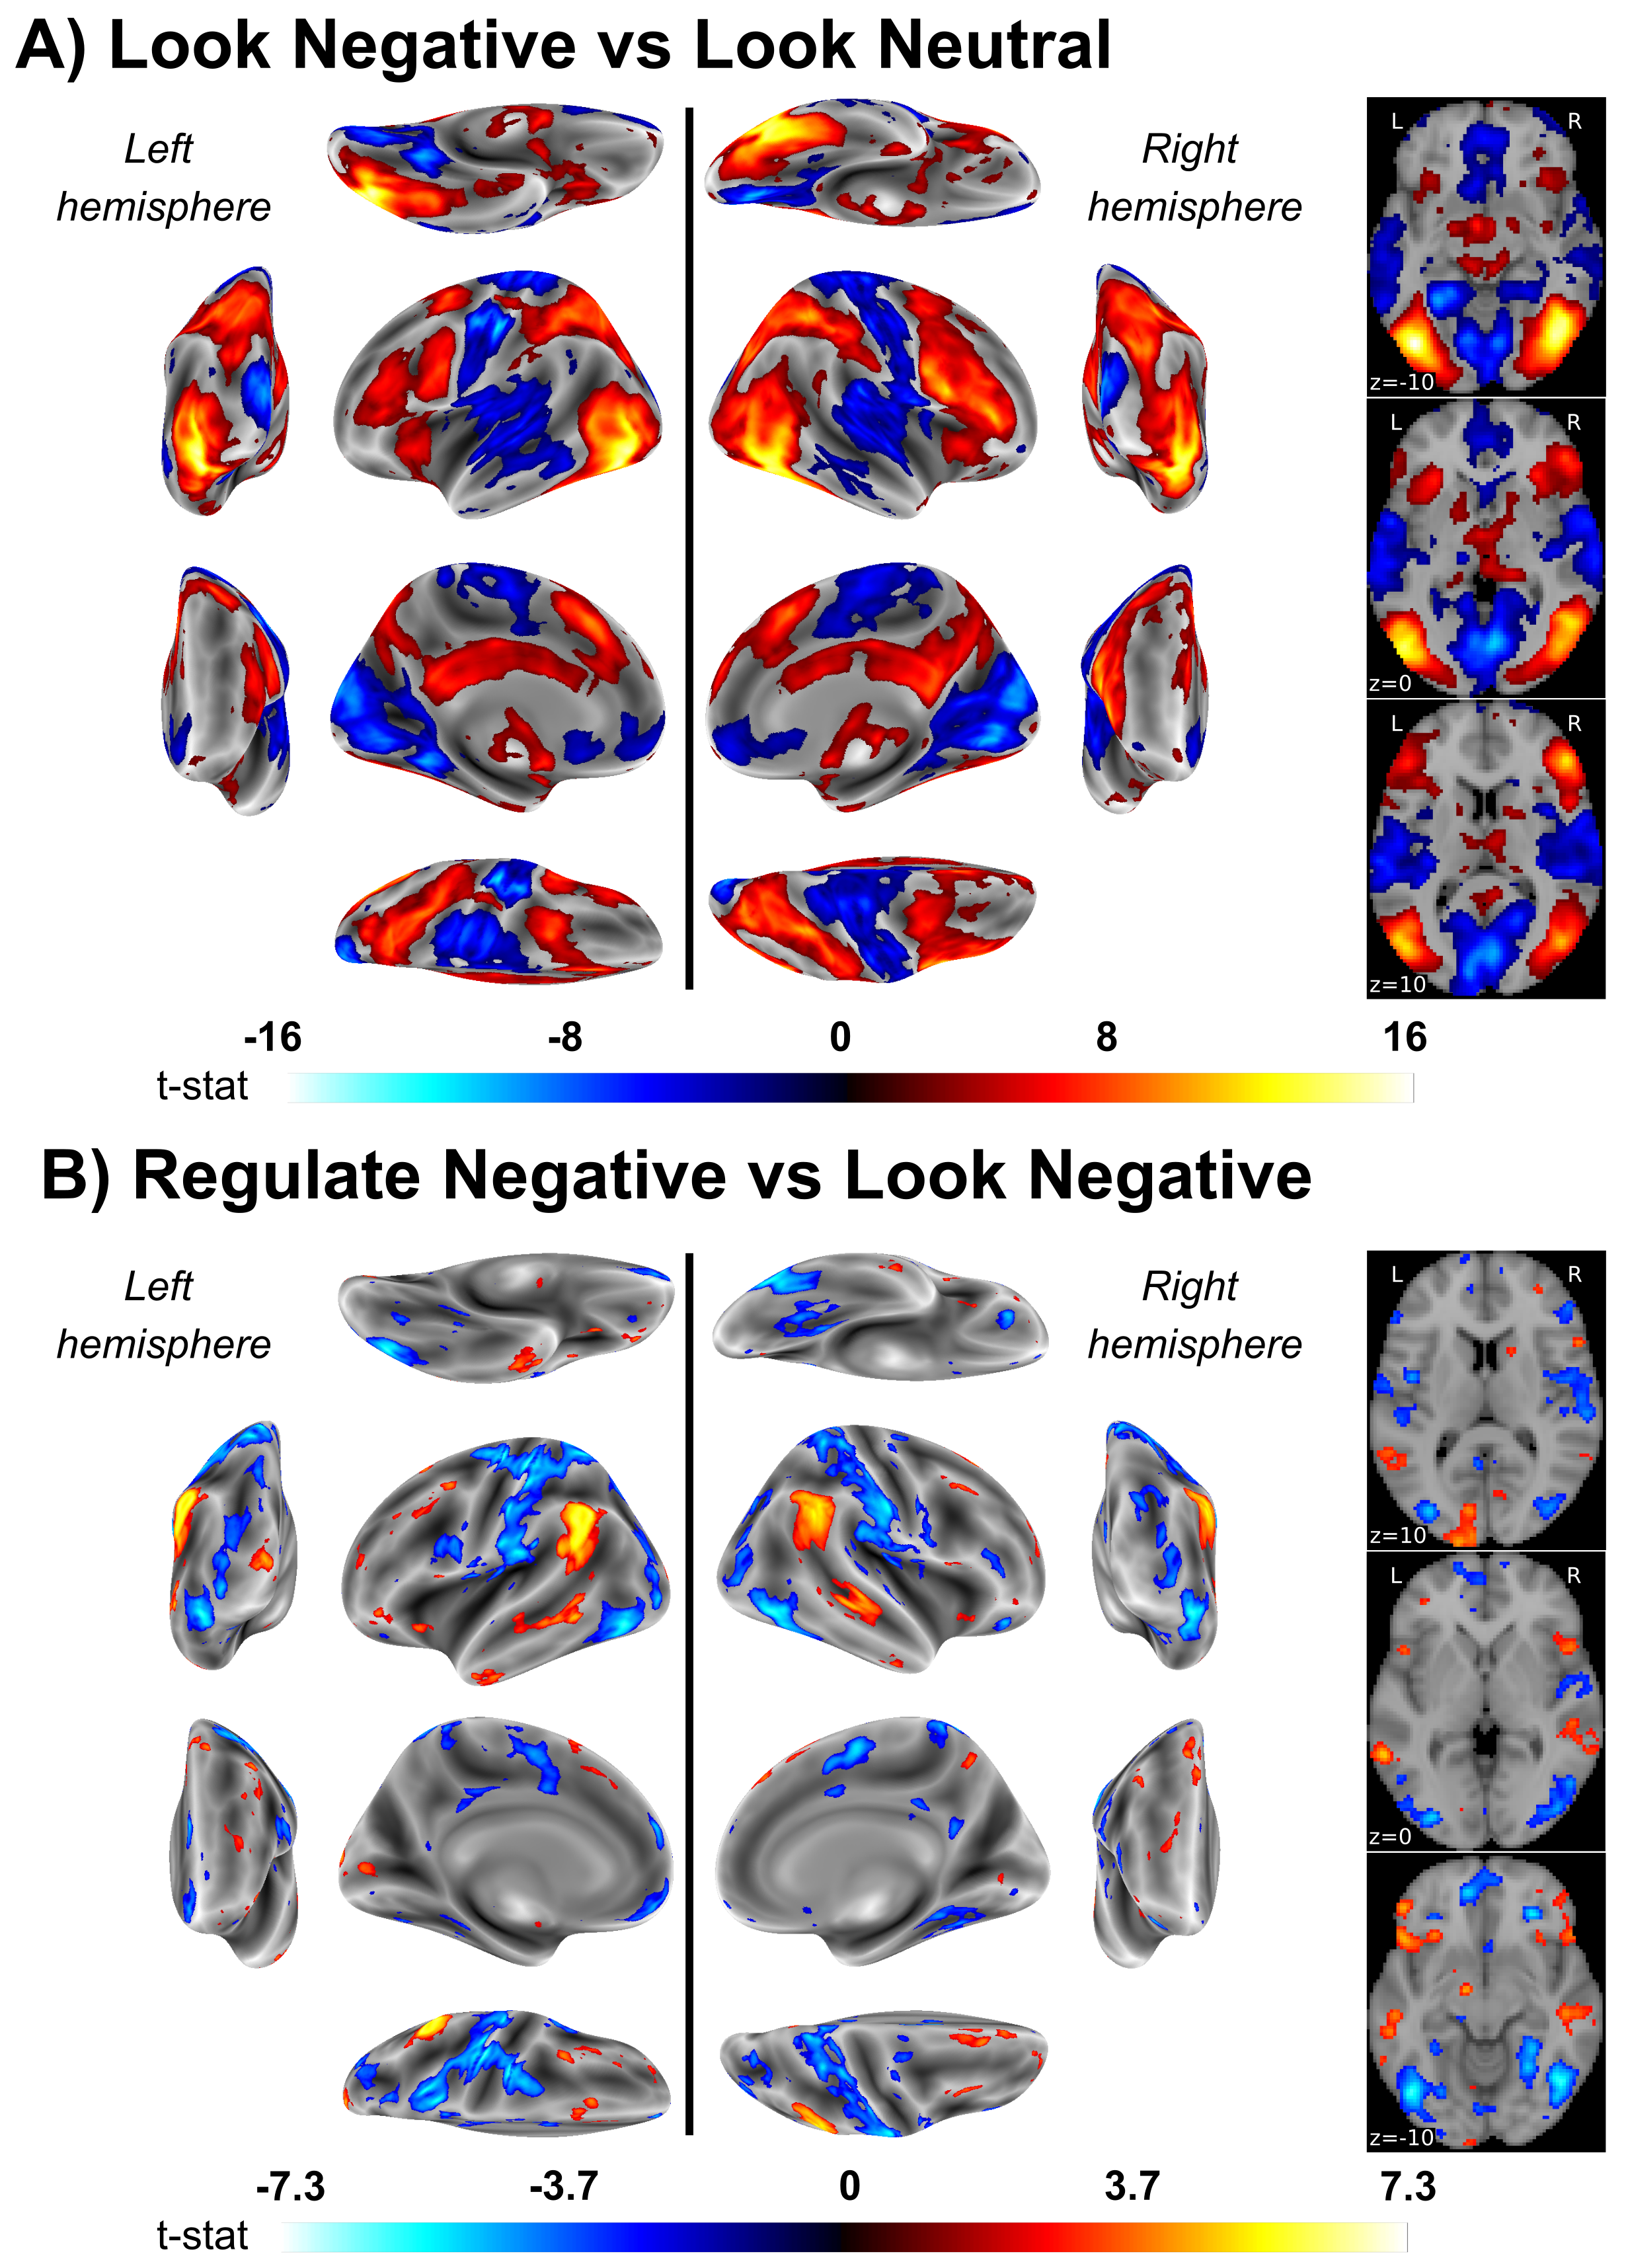 A) Look Negative vs Look Neutral
Left
hemisphere
Right
hemisphere
L R
z=-10
L R
z=0
L R
z=10
-16 -8 0 8 16
t-stat
B) Regulate Negative vs Look Negative
Left
hemisphere
Right
hemisphere
L R
z=10
L R
z=0
z=-10
-7.3 -3.7 0 3.7 7.3
t-stat